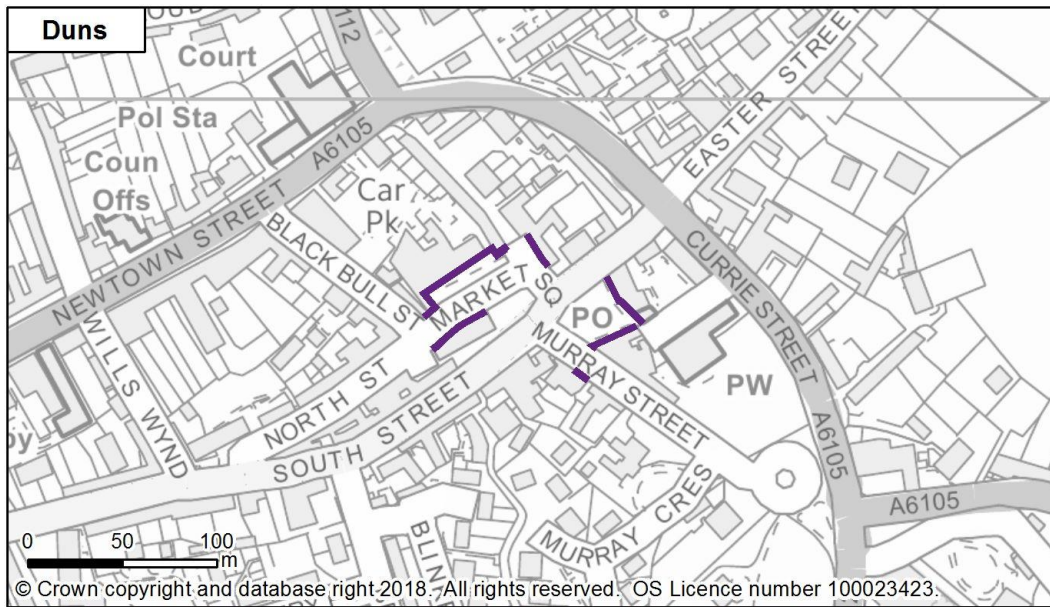 Duns
112
Court
Pol Sta
Coun
Offs
A6105
NEWTOWN STREET
Car
Pk
BLACK BULL ST
MARKET SQ
EASTER STREET
CURRIE STREET
WILLS WYND
NORTH ST
SOUTH STREET
PO
MURRAY STREET
PW
A6105
A6105
MURRAY CRES
0 50 100
m
© Crown copyright and database right 2018. All rights reserved. OS Licence number 100023423.